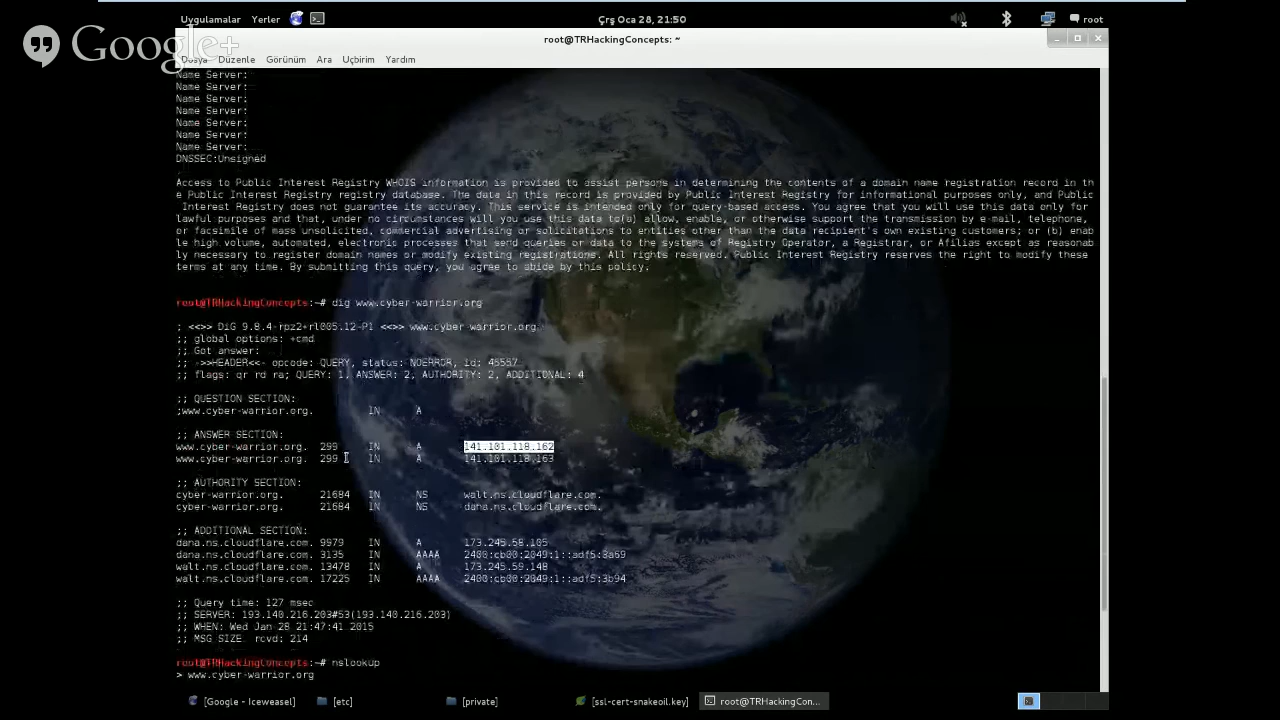 Uygulamalar Yerler Çrş Oca 28, 21:50 root
Google+
root@TRHackingConcepts: ~
Dosya Düzenle Görünüm Ara Uçbirim Yardım
Name Server:
Name Server:
Name Server:
Name Server:
Name Server:
Name Server:
Name Server:
DNSSEC:Unsigned
Access to Public Interest Registry WHOIS information is provided to assist persons in determining the contents of a domain name registration record in th
e Public Interest Registry registry database. The data in this record is provided by Public Interest Registry for informational purposes only, and Public
 Interest Registry does not guarantee its accuracy. This service is intended only for query-based access. You agree that you will use this data only for
lawful purposes and that, under no circumstances will you use this data to(a) allow, enable, or otherwise support the transmission by e-mail, telephone,
or facsimile of mass unsolicited, commercial advertising or solicitations to entities other than the data recipient's own existing customers; or (b) enab
le high volume, automated, electronic processes that send queries or data to the systems of Registry Operator, a Registrar, or Afilias except as reasonab
ly necessary to register domain names or modify existing registrations. All rights reserved. Public Interest Registry reserves the right to modify these
terms at any time. By submitting this query, you agree to abide by this policy.
root@TRHackingConcepts:~# dig www.cyber-warrior.org
; <<>> DiG 9.8.4-rpz2+rl005.12-P1 <<>> www.cyber-warrior.org
;; global options: +cmd
;; Got answer:
;; ->>HEADER<<- opcode: QUERY, status: NOERROR, id: 45557
;; flags: qr rd ra; QUERY: 1, ANSWER: 2, AUTHORITY: 2, ADDITIONAL: 4
;; QUESTION SECTION:
;www.cyber-warrior.org. IN A
;; ANSWER SECTION:
www.cyber-warrior.org. 299 IN A 141.101.118.162
www.cyber-warrior.org. 299 IN A 141.101.118.163
;; AUTHORITY SECTION:
cyber-warrior.org. 21684 IN NS walt.ns.cloudflare.com.
cyber-warrior.org. 21684 IN NS dana.ns.cloudflare.com.
;; ADDITIONAL SECTION:
dana.ns.cloudflare.com. 9979 IN A 173.245.58.105
dana.ns.cloudflare.com. 3135 IN AAAA 2400:cb00:2049:1::adf5:3a69
walt.ns.cloudflare.com. 13478 IN A 173.245.59.148
walt.ns.cloudflare.com. 17225 IN AAAA 2400:cb00:2049:1::adf5:3b94
;; Query time: 127 msec
;; SERVER: 193.140.216.203#53(193.140.216.203)
;; WHEN: Wed Jan 28 21:47:41 2015
;; MSG SIZE rcvd: 214
root@TRHackingConcepts:~# nslookup
> www.cyber-warrior.org
[Google - Iceweasel] [etc] [private] [ssl-cert-snakeoil.key] root@TRHackingCon...